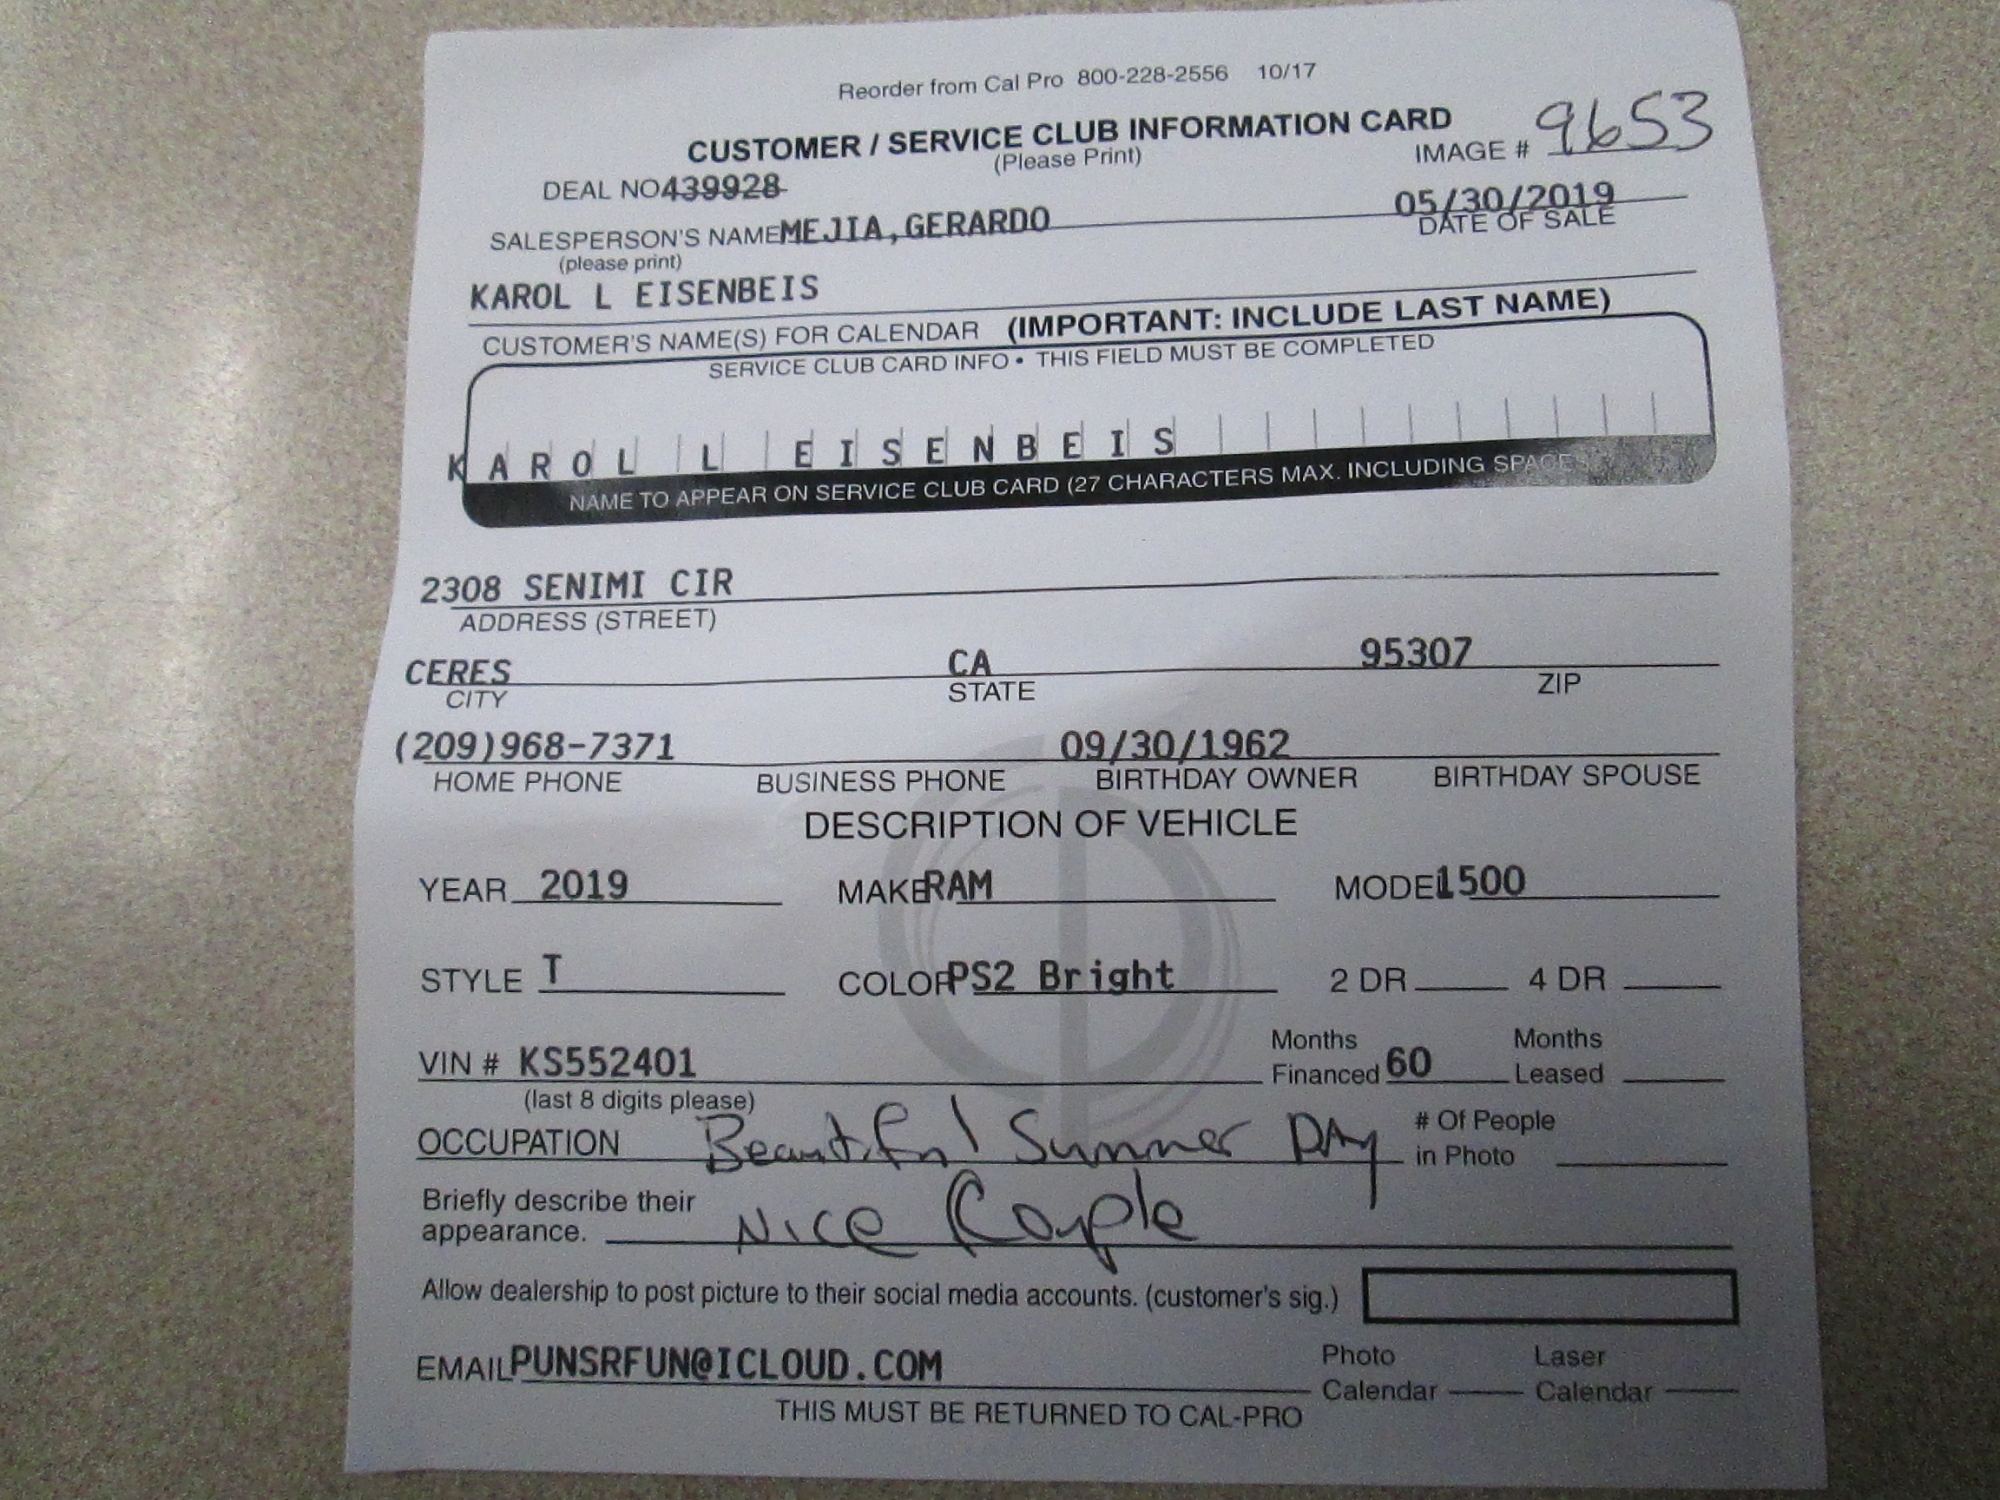 Reorder from Cal Pro 800-228-2556 10/17
CUSTOMER / SERVICE CLUB INFORMATION CARD
(Please Print)
IMAGE # 9653
DEAL NO439928
05/30/2019
SALESPERSON'S NAMEMEJIA,GERARDO
DATE OF SALE
(please print)
KAROL L EISENBEIS
CUSTOMER'S NAME(S) FOR CALENDAR (IMPORTANT: INCLUDE LAST NAME)
SERVICE CLUB CARD INFO • THIS FIELD MUST BE COMPLETED
KAROL L EISENBEIS
NAME TO APPEAR ON SERVICE CLUB CARD (27 CHARACTERS MAX. INCLUDING SPACES
2308 SENIMI CIR
ADDRESS (STREET)
CERES CA 95307
CITY STATE ZIP
(209)968-7371 09/30/1962
HOME PHONE BUSINESS PHONE BIRTHDAY OWNER BIRTHDAY SPOUSE
DESCRIPTION OF VEHICLE
YEAR 2019 MAKERAM MODEL1500
STYLE T COLORPS2 Bright 2 DR 4 DR
VIN # KS552401 Months Financed 60 Months Leased
(last 8 digits please)
OCCUPATION Beautiful Summer DAy # Of People in Photo
Briefly describe their appearance. Nice Couple
Allow dealership to post picture to their social media accounts. (customer's sig.)
EMAILPUNSRFUN@ICLOUD.COM Photo Calendar Laser Calendar
THIS MUST BE RETURNED TO CAL-PRO